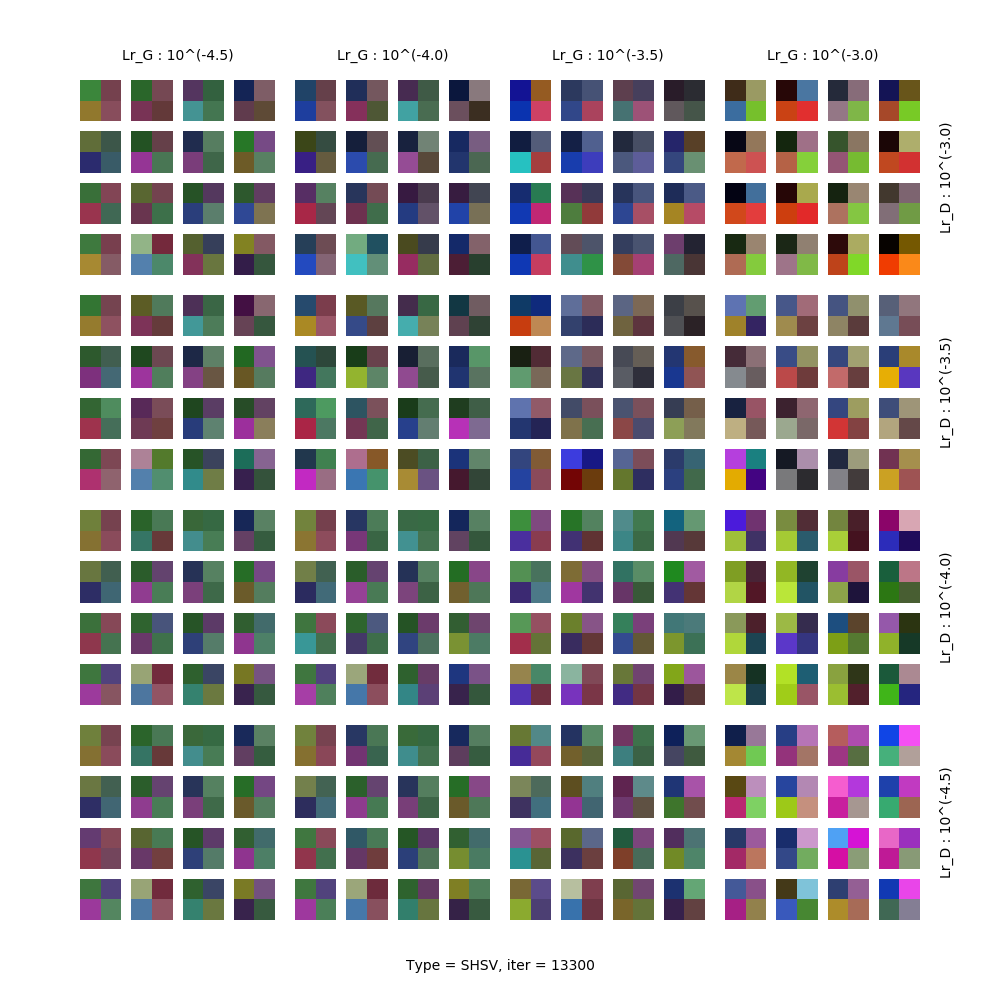 Lr_G : 10^(-4.5)
Lr_G : 10^(-4.0)
Lr_G : 10^(-3.5)
Lr_G : 10^(-3.0)
Lr_D : 10^(-3.0)
Lr_D : 10^(-3.5)
Lr_D : 10^(-4.0)
Lr_D : 10^(-4.5)
Type = SHSV, iter = 13300